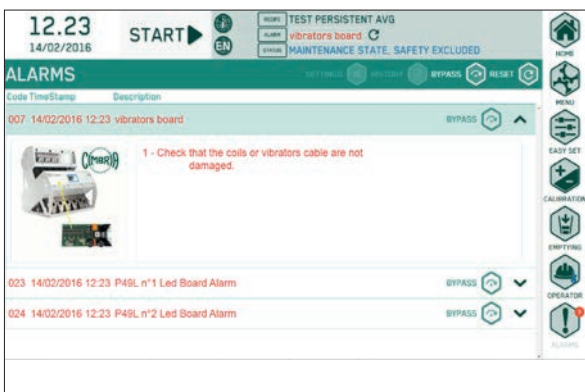 12.23
14/02/2016
START
EN
RECIPE TEST PERSISTENT AVG
ALARM vibrators board
STATUS MAINTENANCE STATE, SAFETY EXCLUDED
HOME
ALARMS
SETTINGS HISTORY BYPASS RESET
MENU
Code TimeStamp Description
007 14/02/2016 12:23 vibrators board BYPASS
EASY SET
CIMBRIA
1 - Check that the coils or vibrators cable are not
damaged.
CALIBRATION
EMPTYING
023 14/02/2016 12:23 P49L n°1 Led Board Alarm BYPASS
OPERATOR
024 14/02/2016 12:23 P49L n°2 Led Board Alarm BYPASS
ALARMS